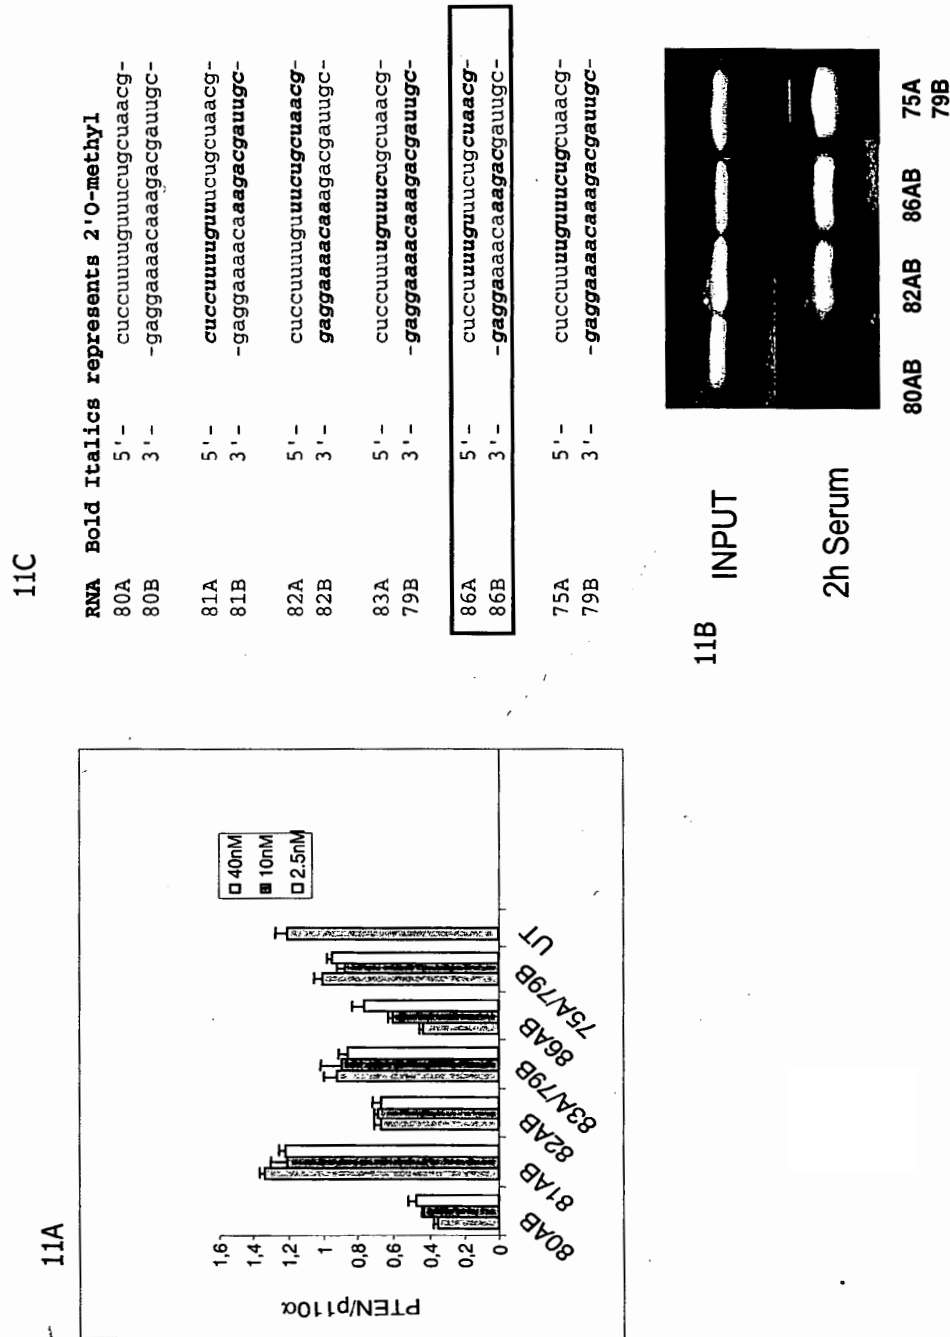 11A
PTEN/p110α
1,6
1,4
1,2
1
0,8
0,6
0,4
0,2
0
40nM
10nM
2.5nM
80AB
81AB
82AB
83A/79B
86AB
75A/79B
UT
11C
RNA Bold Italics represents 2'O-methyl
80A 5'- cuccuuuuguuucugcuaacg-
80B 3'- -gaggaaaacaaagacgauugc-
81A 5'- cuccuuuuguuucugcuaacg-
81B 3'- -gaggaaaacaaagacgauugc-
82A 5'- cuccuuuuguuucugcuaacg-
82B 3'- gaggaaaacaaagacgauugc-
83A 5'- cuccuuuuguuucugcuaacg-
79B 3'- -gaggaaaacaaagacgauugc-
86A 5'- cuccuuuuguuucugcuaacg-
86B 3'- -gaggaaaacaaagacgauugc-
75A 5'- cuccuuuuguuucugcuaacg-
79B 3'- -gaggaaaacaaagacgauugc-
11B
INPUT
2h Serum
80AB 82AB 86AB 75A
79B